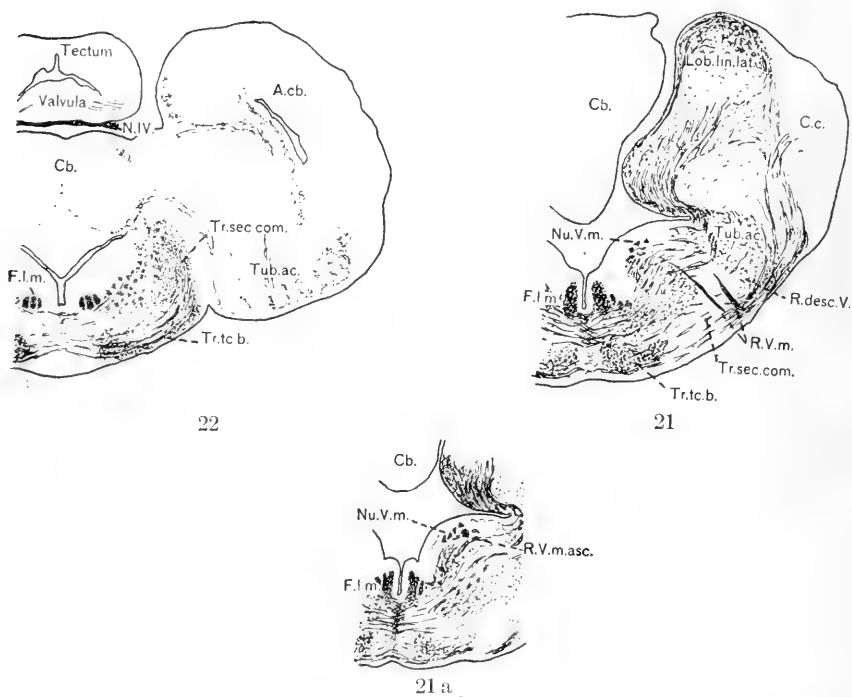 Tectum
Valvula
N.IV.
A.cb.
Cb.
Tr.sec.com.
Tub.ac.
F.l.m.
Tr.tc.b.
22
Lob.lin.lat.
Cb.
C.c.
Nu.V.m.
Tub.ac.
F.l.m.
R.desc.V.
R.V.m.
Tr.sec.com.
Tr.tc.b.
21
Cb.
Nu.V.m.
R.V.m.asc.
F.l.m.
21 a